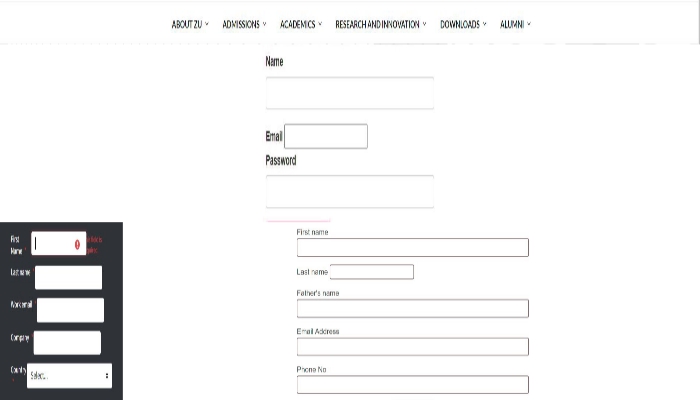 ABOUT ZU ADMISSIONS ACADEMICS RESEARCH AND INNOVATION DOWNLOADS ALUMNI
Name
Email
Password
First name
Last name
Father's name
Email Address
Phone No
First
Name
Last name
Work email
Company
Country
Select...